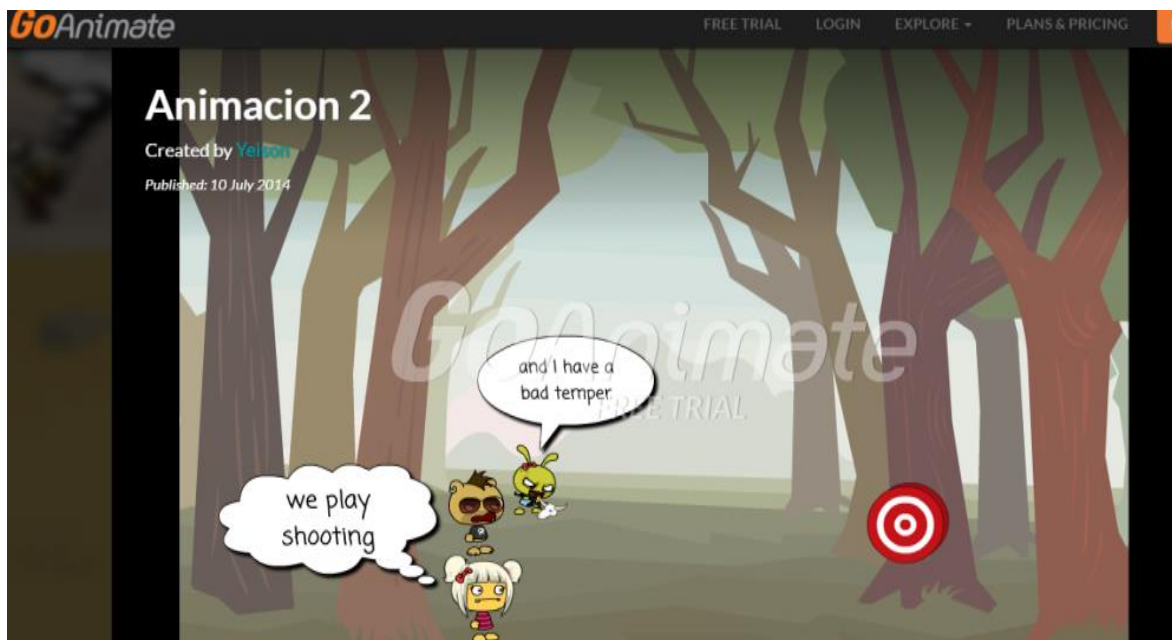 GoAnimate
FREE TRIAL LOGIN EXPLORE PLANS & PRICING
Animacion 2
Created by Yeison
Published: 10 July 2014
GoAnimate
FREE TRIAL
and I have a
bad temper.
we play
shooting